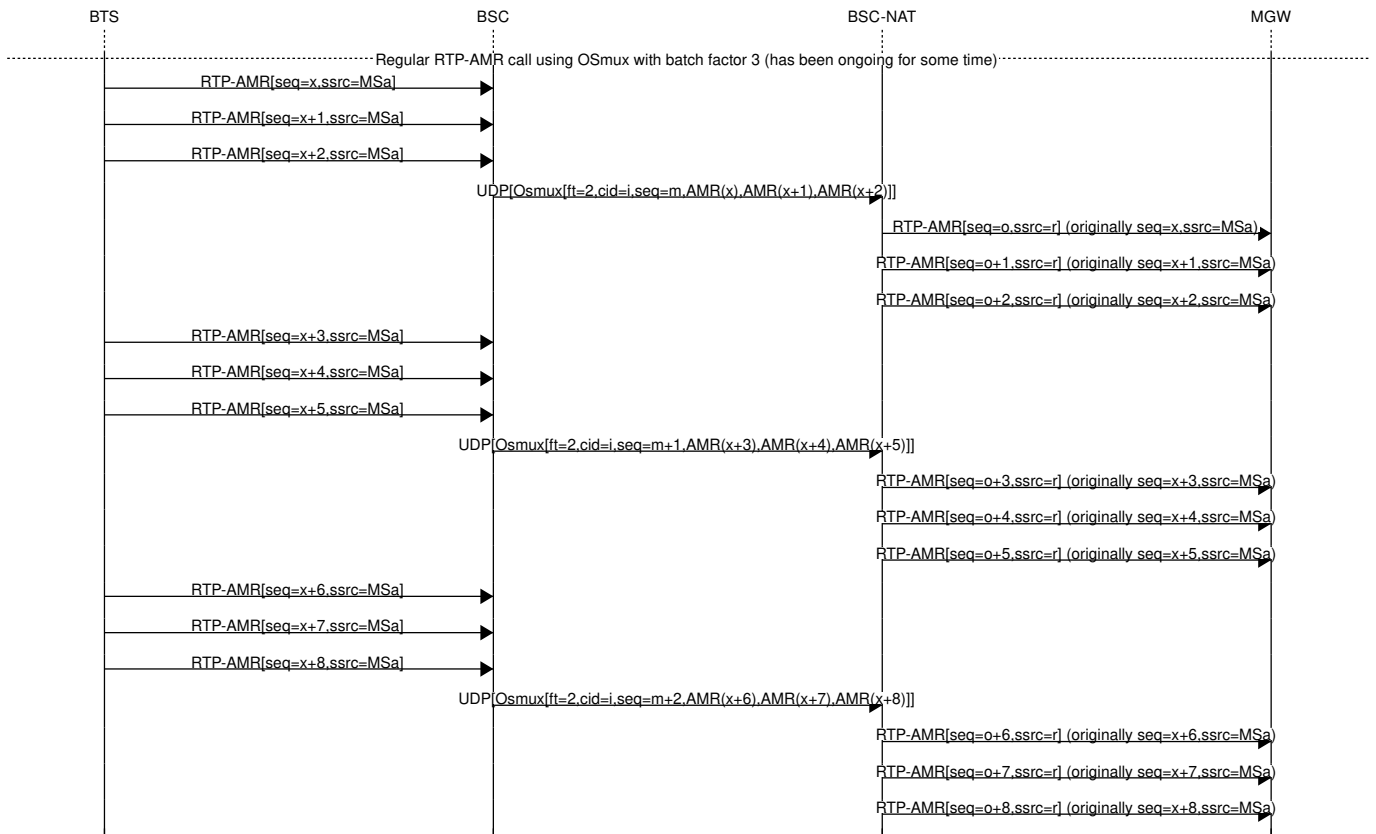 BTS BSC BSC-NAT MGW
Regular RTP-AMR call using OSmux with batch factor 3 (has been ongoing for some time)
RTP-AMR[seq=x,ssrc=MSa]
RTP-AMR[seq=x+1,ssrc=MSa]
RTP-AMR[seq=x+2,ssrc=MSa]
UDP[Osmux[ft=2,cid=i,seq=m,AMR(x),AMR(x+1),AMR(x+2)]]
RTP-AMR[seq=o,ssrc=r] (originally seq=x,ssrc=MSa)
RTP-AMR[seq=o+1,ssrc=r] (originally seq=x+1,ssrc=MSa)
RTP-AMR[seq=o+2,ssrc=r] (originally seq=x+2,ssrc=MSa)
RTP-AMR[seq=x+3,ssrc=MSa]
RTP-AMR[seq=x+4,ssrc=MSa]
RTP-AMR[seq=x+5,ssrc=MSa]
UDP[Osmux[ft=2,cid=i,seq=m+1,AMR(x+3),AMR(x+4),AMR(x+5)]]
RTP-AMR[seq=o+3,ssrc=r] (originally seq=x+3,ssrc=MSa)
RTP-AMR[seq=o+4,ssrc=r] (originally seq=x+4,ssrc=MSa)
RTP-AMR[seq=o+5,ssrc=r] (originally seq=x+5,ssrc=MSa)
RTP-AMR[seq=x+6,ssrc=MSa]
RTP-AMR[seq=x+7,ssrc=MSa]
RTP-AMR[seq=x+8,ssrc=MSa]
UDP[Osmux[ft=2,cid=i,seq=m+2,AMR(x+6),AMR(x+7),AMR(x+8)]]
RTP-AMR[seq=o+6,ssrc=r] (originally seq=x+6,ssrc=MSa)
RTP-AMR[seq=o+7,ssrc=r] (originally seq=x+7,ssrc=MSa)
RTP-AMR[seq=o+8,ssrc=r] (originally seq=x+8,ssrc=MSa)